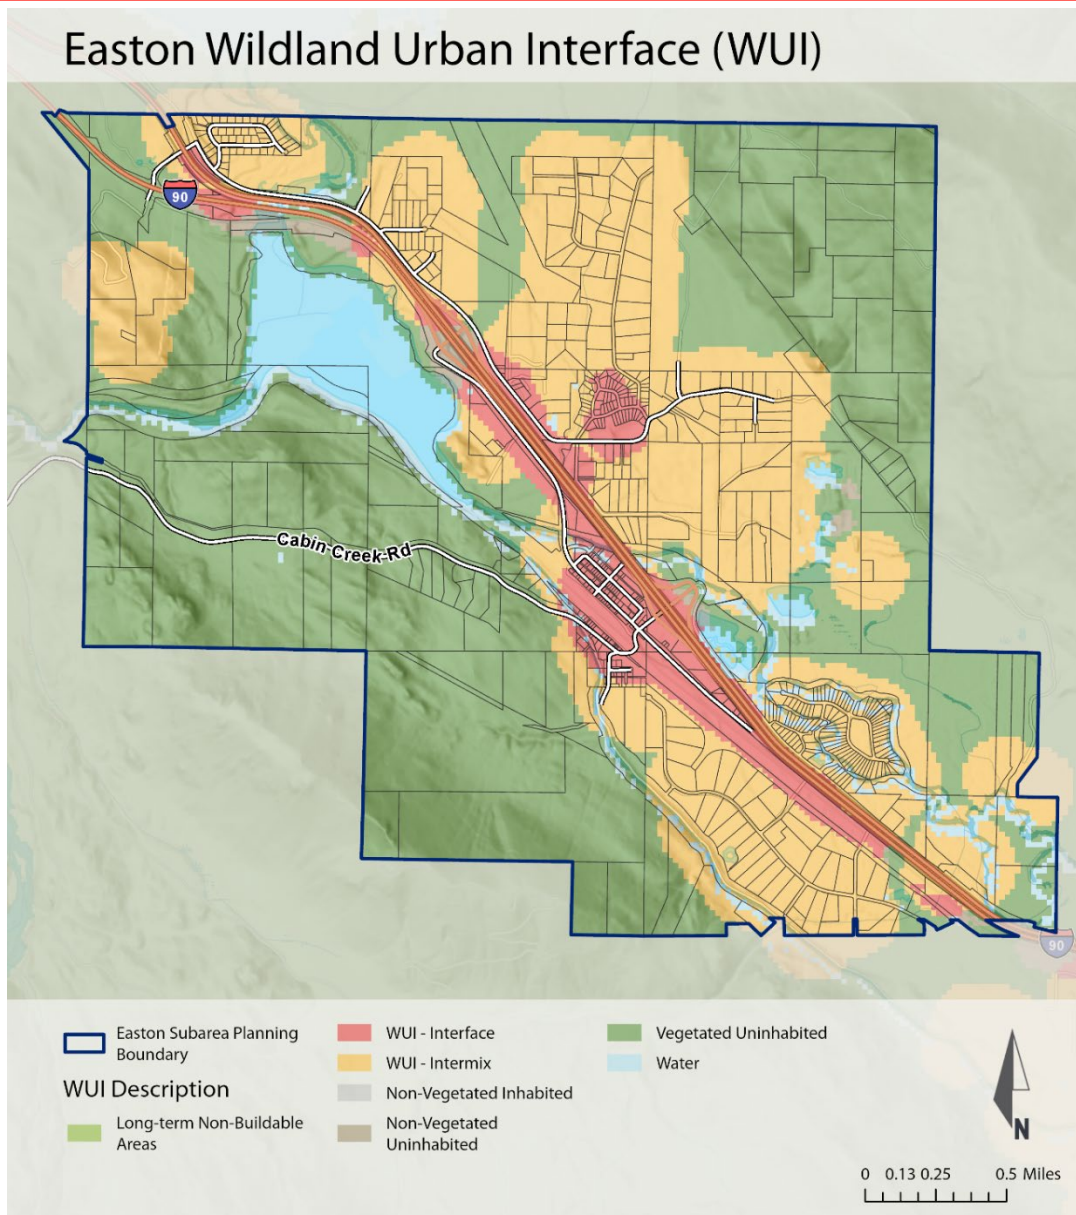 Easton Wildland Urban Interface (WUI)
90
Cabin Creek Rd
90
Easton Subarea Planning
Boundary
WUI Description
Long-term Non-Buildable
Areas
WUI - Interface
WUI - Intermix
Non-Vegetated Inhabited
Non-Vegetated
Uninhabited
Vegetated Uninhabited
Water
N
0 0.13 0.25 0.5 Miles